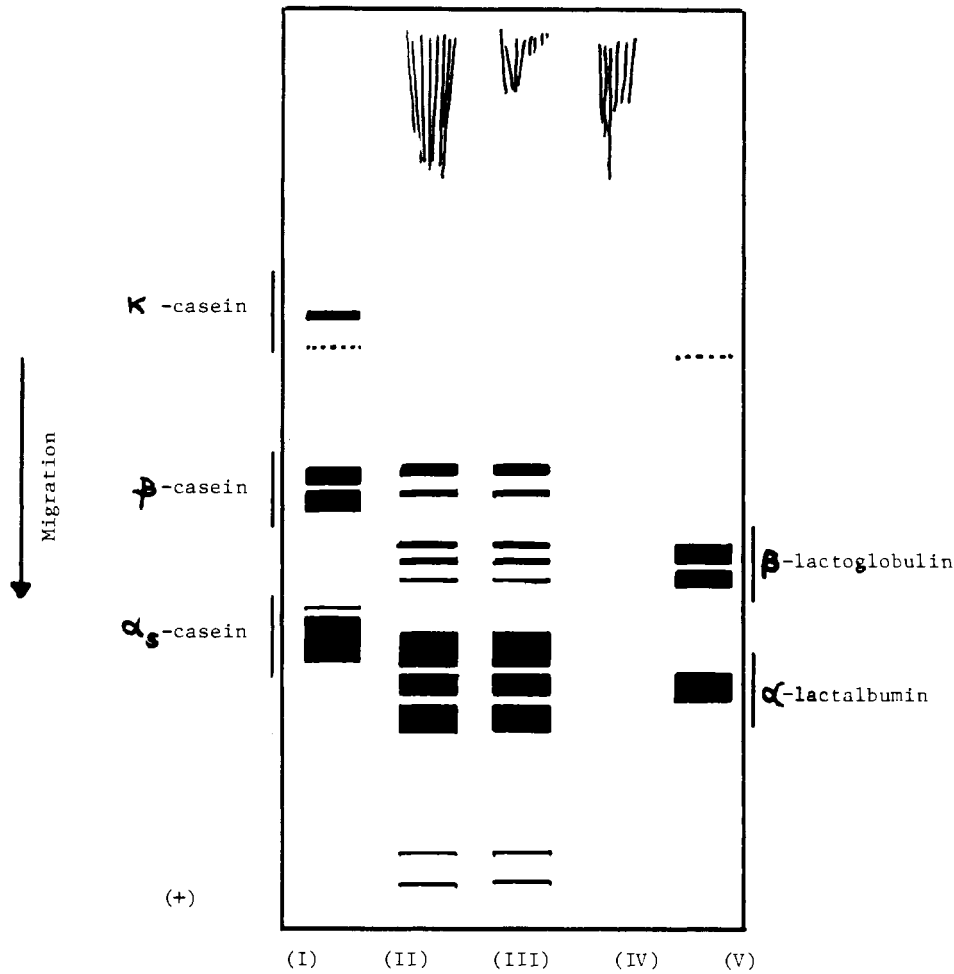 κ -casein
Migration
β-casein
β-lactoglobulin
αs-casein
α-lactalbumin
(+)
(I) (II) (III) (IV) (V)